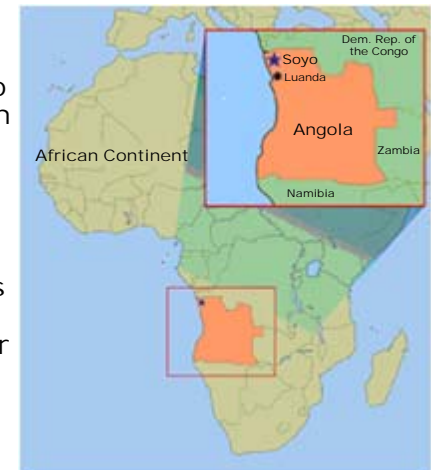 Dem. Rep. of
the Congo
Soyo
Luanda
Angola
African Continent
Zambia
Namibia
o
n
s
r